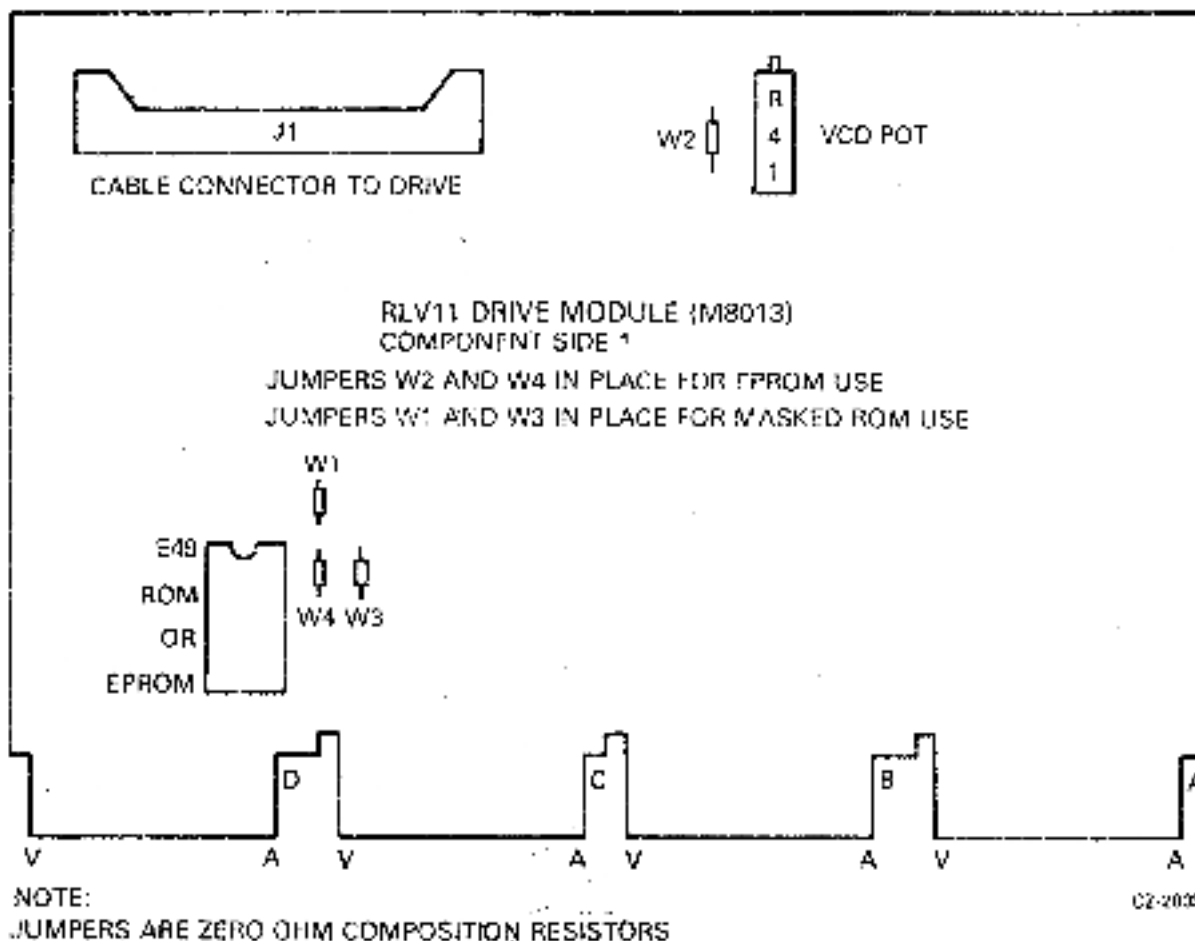 J1
CABLE CONNECTOR TO DRIVE
W2
R
4
1
VCO POT
RLV11 DRIVE MODULE (M8013)
COMPONENT SIDE 1
JUMPERS W2 AND W4 IN PLACE FOR EPROM USE
JUMPERS W1 AND W3 IN PLACE FOR MASKED ROM USE
W1
E49
ROM
OR
EPROM
W4 W3
D
C
B
A
V A V A V A V A
NOTE:
JUMPERS ARE ZERO OHM COMPOSITION RESISTORS